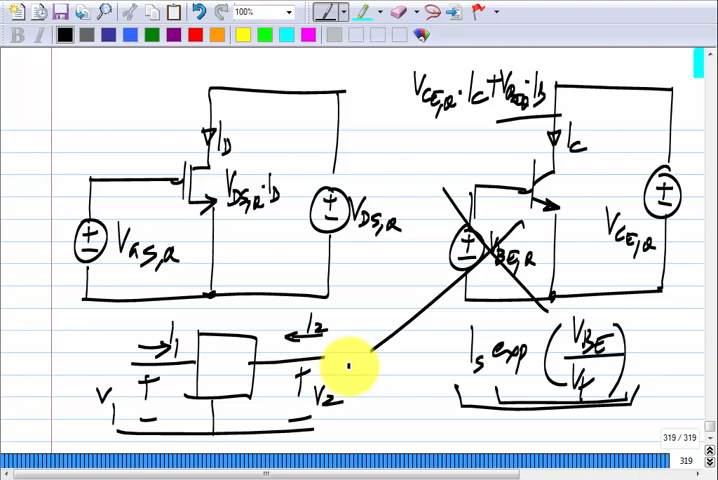 100%
B I
V_CE,Q · I_C + V_BE,Q · I_B
I_D
I_C
V_DS,Q · I_D
V_GS,Q
V_DS,Q
V_BE,Q
V_CE,Q
I_1
I_2
+ +
V_1
V_2
I_s exp (V_BE / V_t)
319 / 319
319